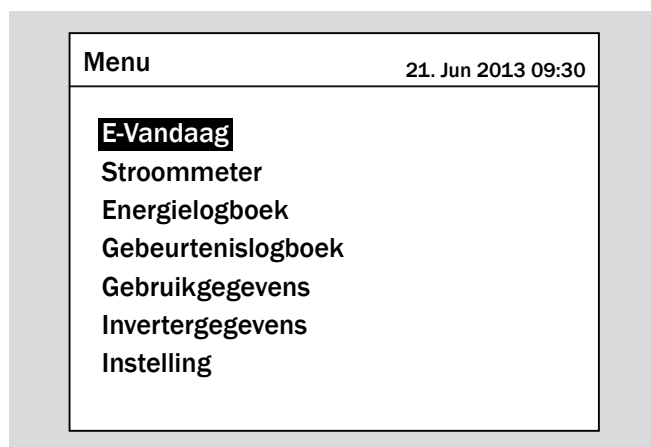 Menu 21. Jun 2013 09:30
E-Vandaag
Stroommeter
Energielogboek
Gebeurtenislogboek
Gebruikgegevens
Invertergegevens
Instelling